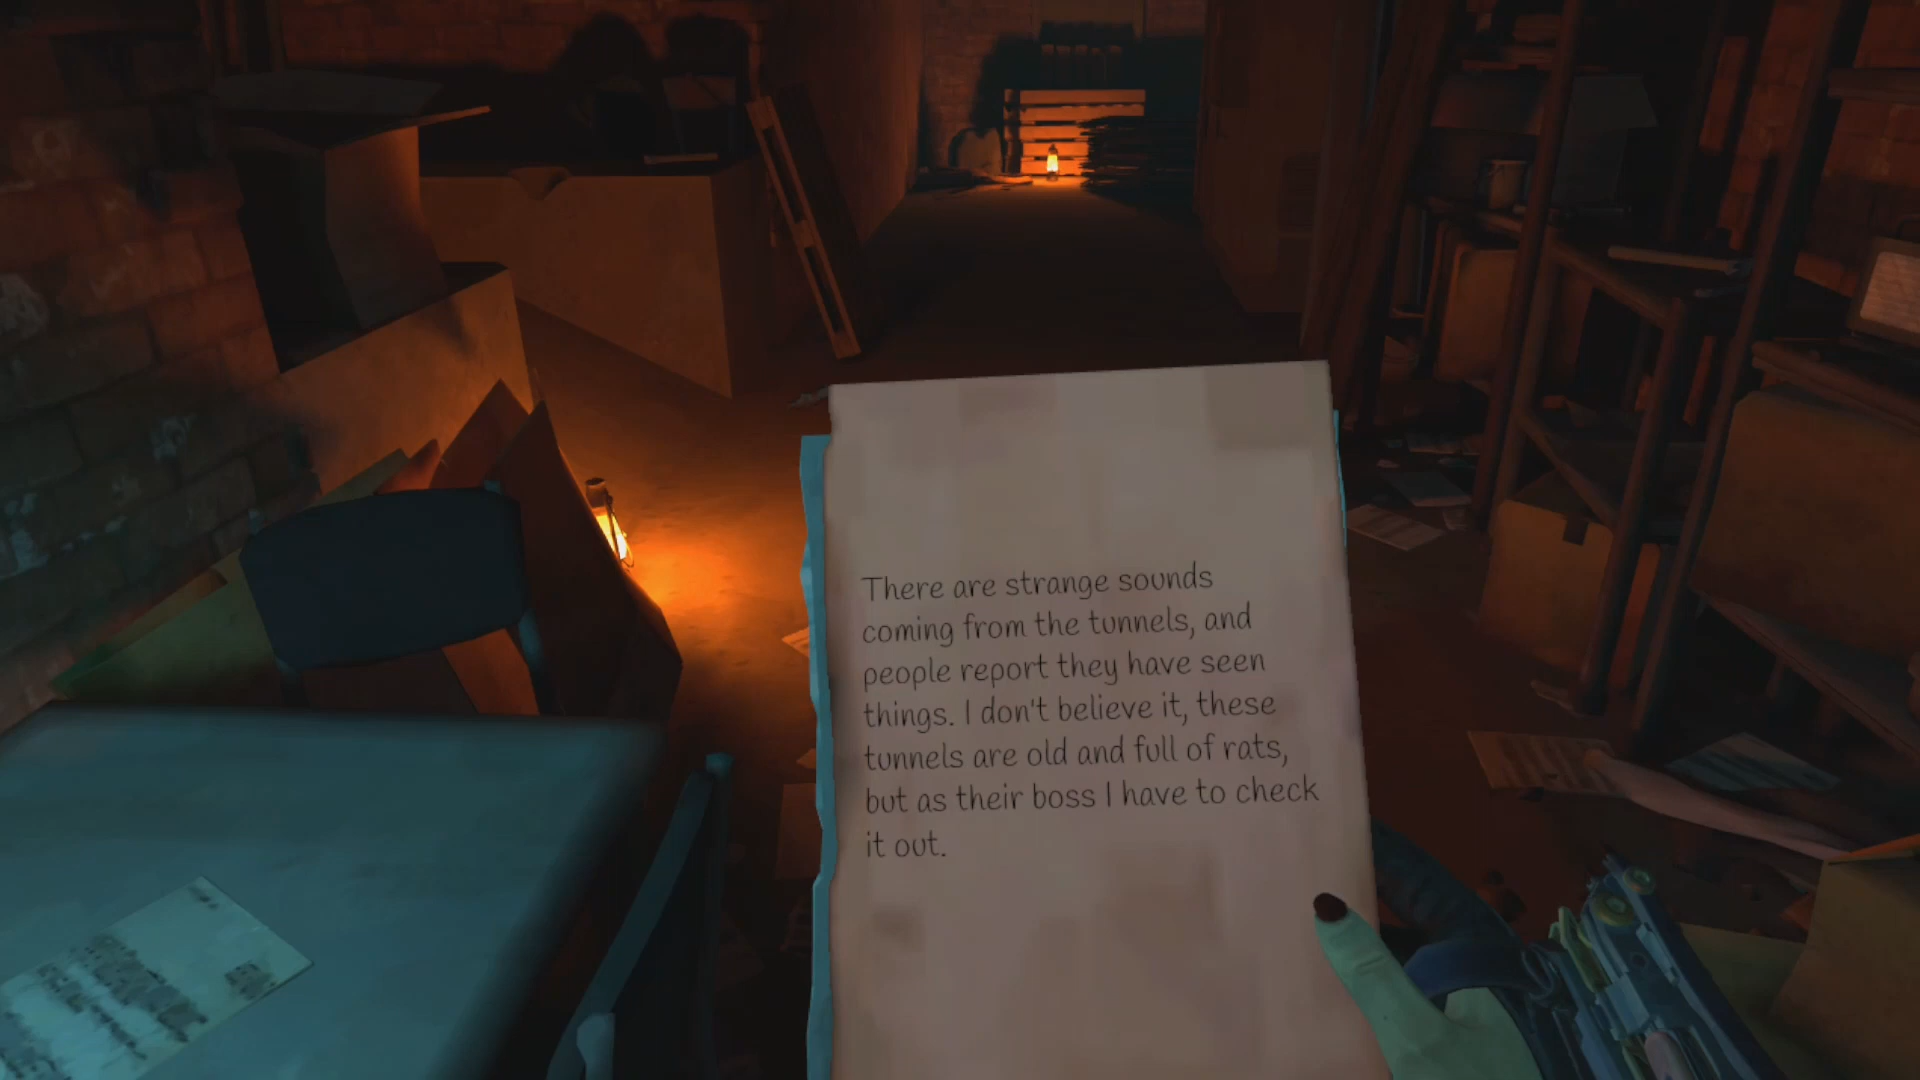 There are strange sounds
coming from the tunnels, and
people report they have seen
things. I don't believe it, these
tunnels are old and full of rats,
but as their boss I have to check
it out.